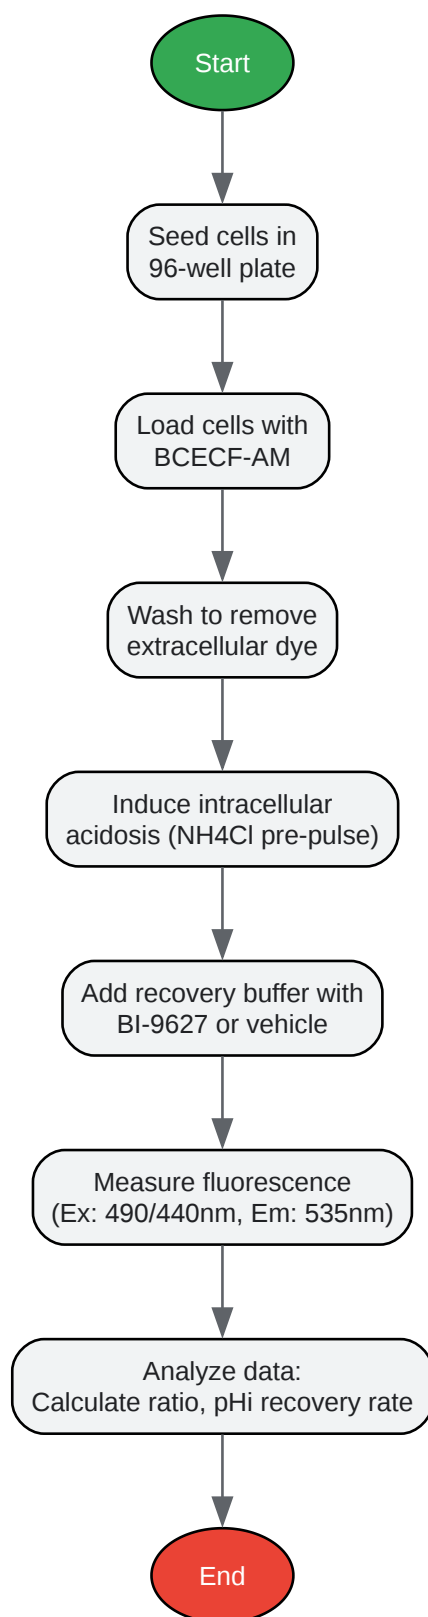 Start
Seed cells in
96-well plate
Load cells with
BCECF-AM
Wash to remove
extracellular dye
Induce intracellular
acidosis (NH4Cl pre-pulse)
Add recovery buffer with
BI-9627 or vehicle
Measure fluorescence
(Ex: 490/440nm, Em: 535nm)
Analyze data:
Calculate ratio, pHi recovery rate
End